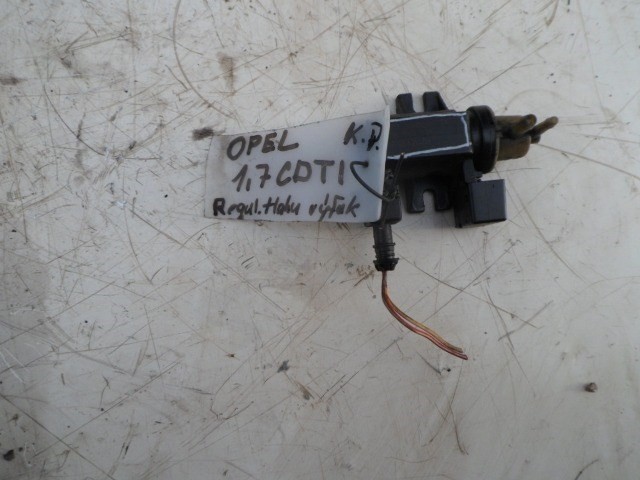 OPEL K.D.
1,7 CDTI
Regul. tlaku výfuk